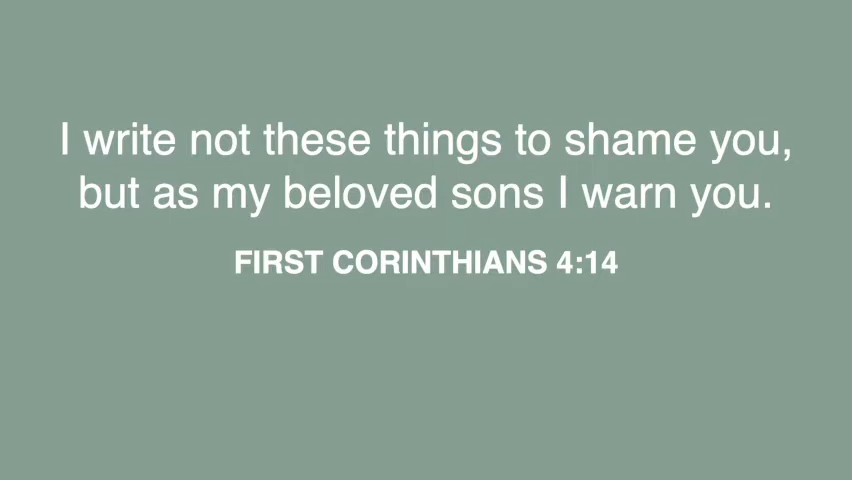 I write not these things to shame you,
but as my beloved sons I warn you.
FIRST CORINTHIANS 4:14